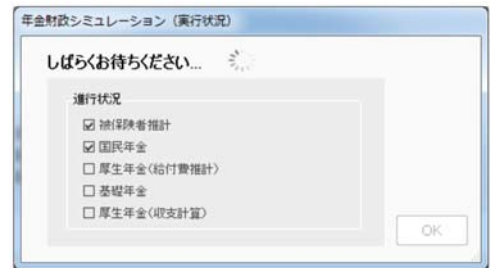 年金財政シミュレーション（実行状況）
しばらくお待ちください...
進行状況
被保険者推計
国民年金
厚生年金（給付費推計）
基礎年金
厚生年金（収支計算）
OK